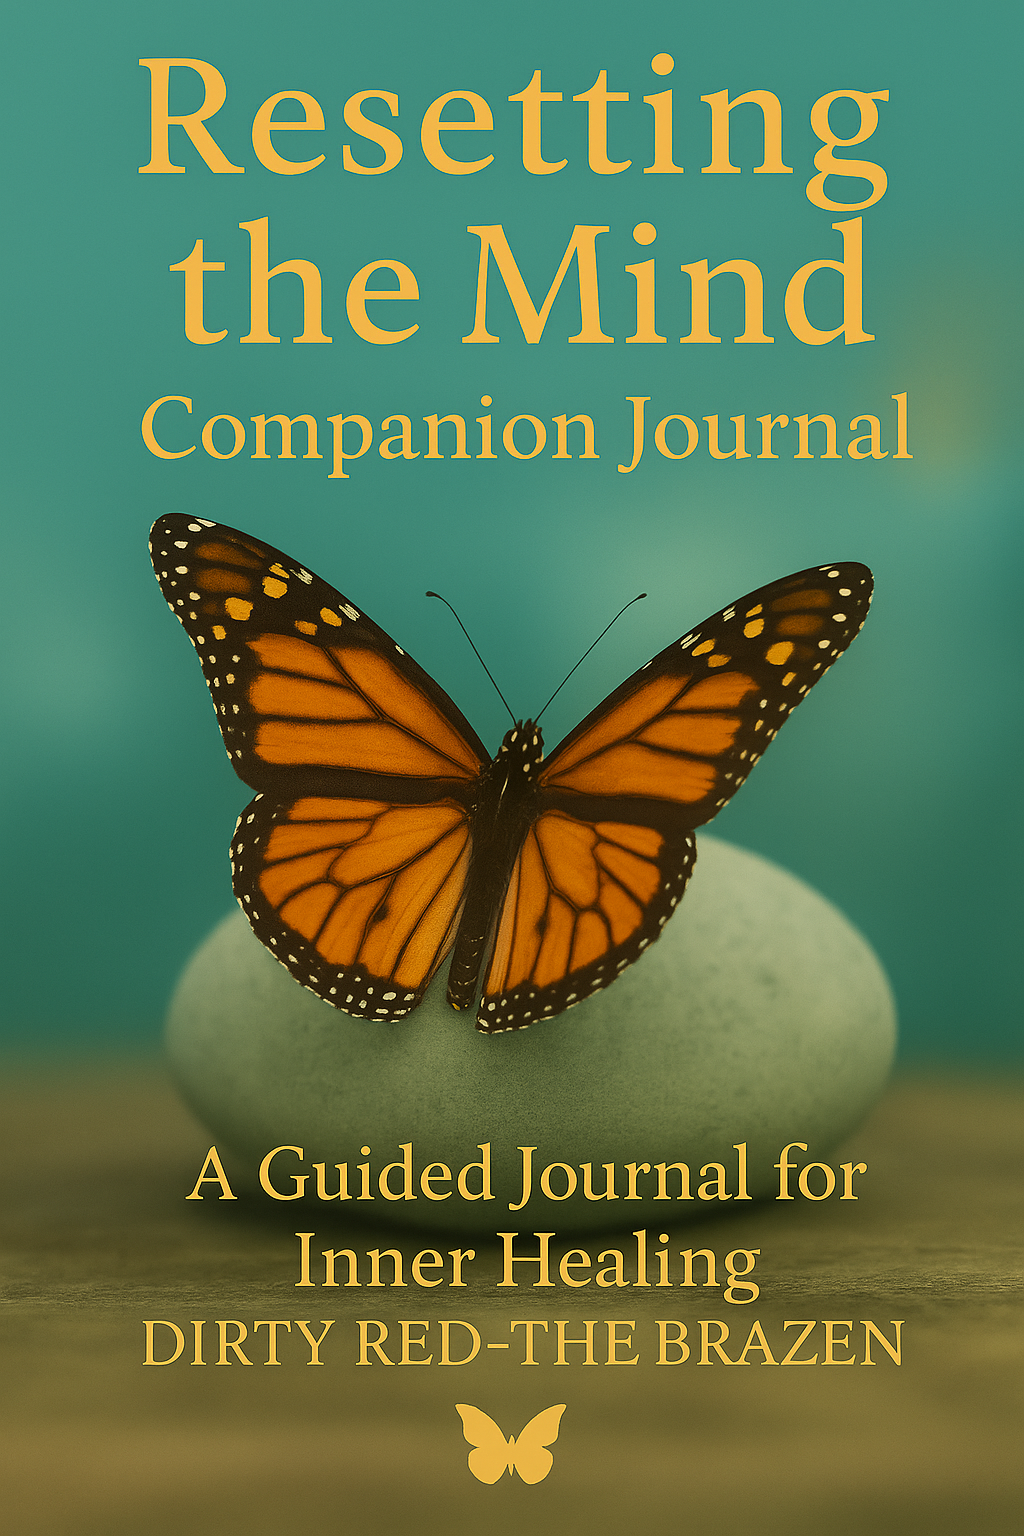 Resetting
the Mind
Companion Journal
A Guided Journal for
Inner Healing
DIRTY RED-THE BRAZEN